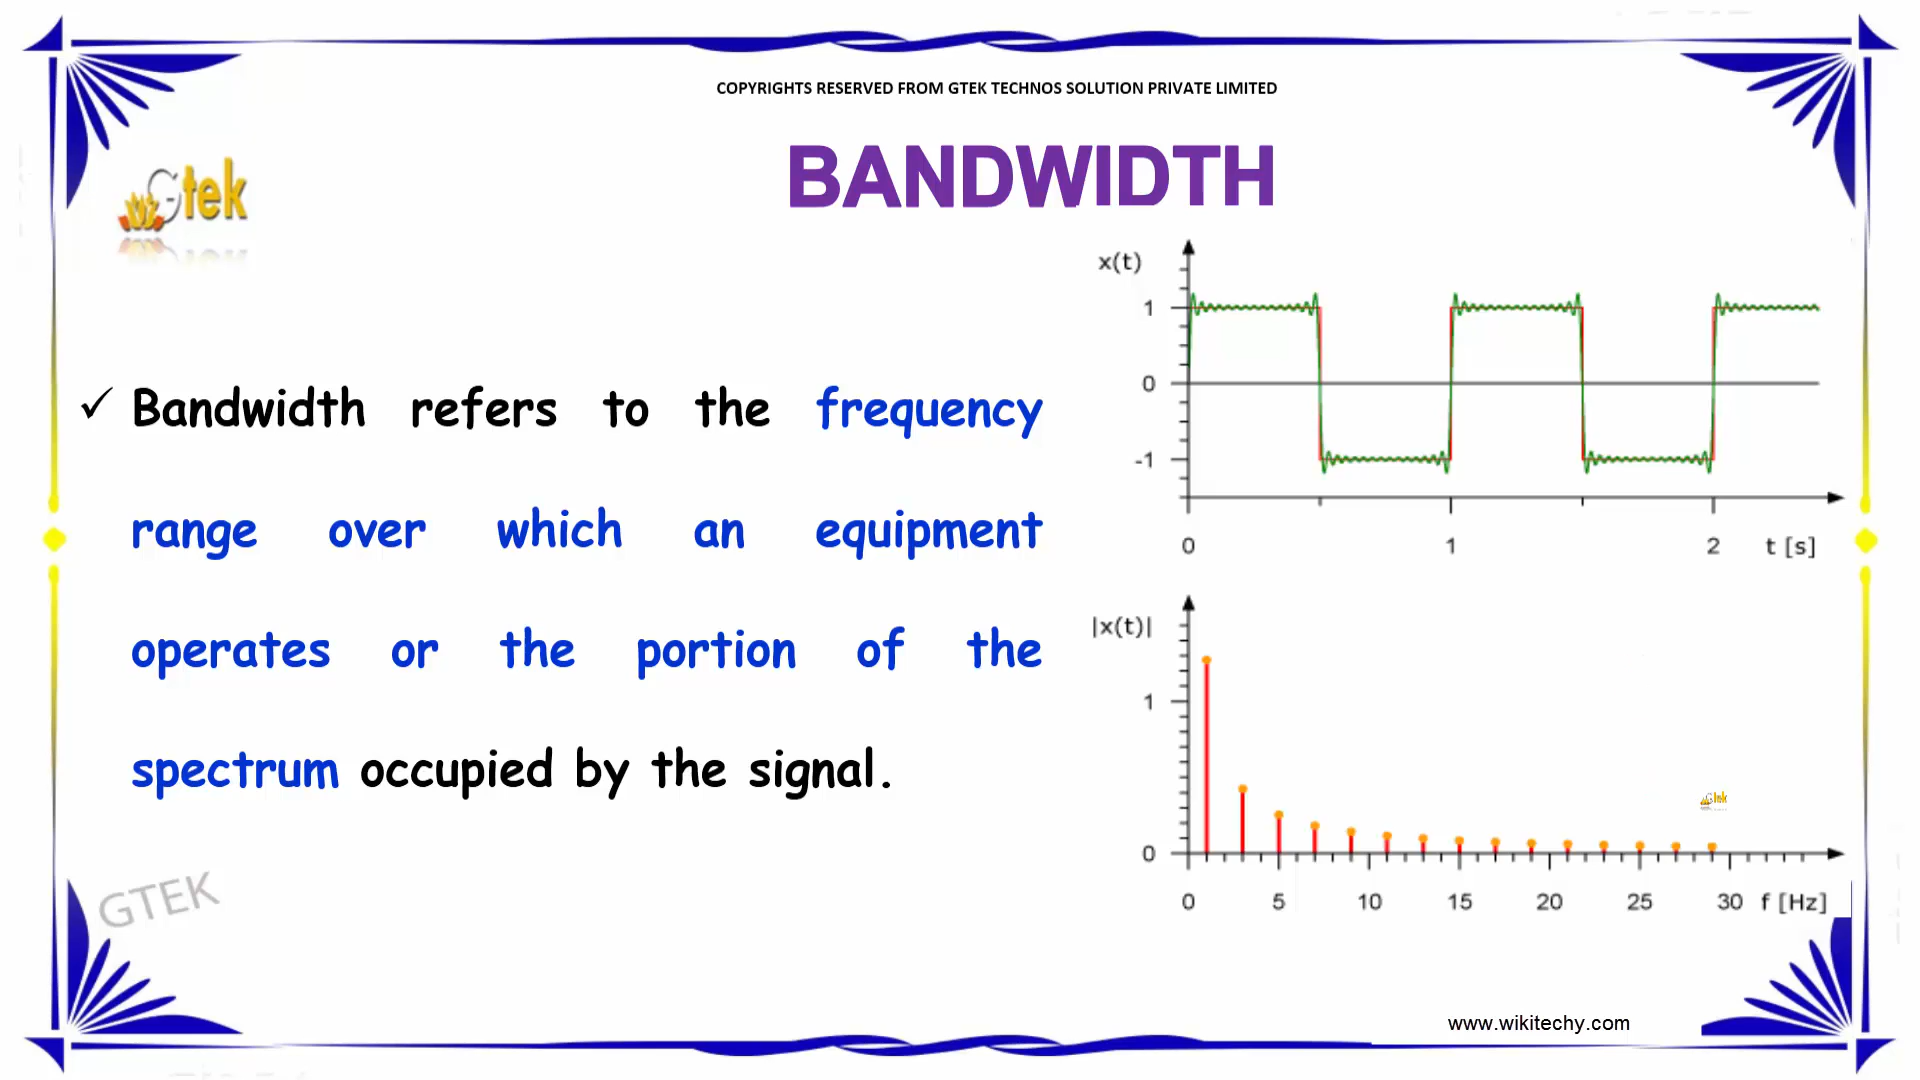 COPYRIGHTS RESERVED FROM GTEK TECHNOS SOLUTION PRIVATE LIMITED
BANDWIDTH
Gtek
✓ Bandwidth refers to the frequency
range over which an equipment
operates or the portion of the
spectrum occupied by the signal.
x(t)
1
0
-1
0 1 2 t [s]
|x(t)|
1
0
0 5 10 15 20 25 30 f [Hz]
Gtek
GTEK
www.wikitechy.com